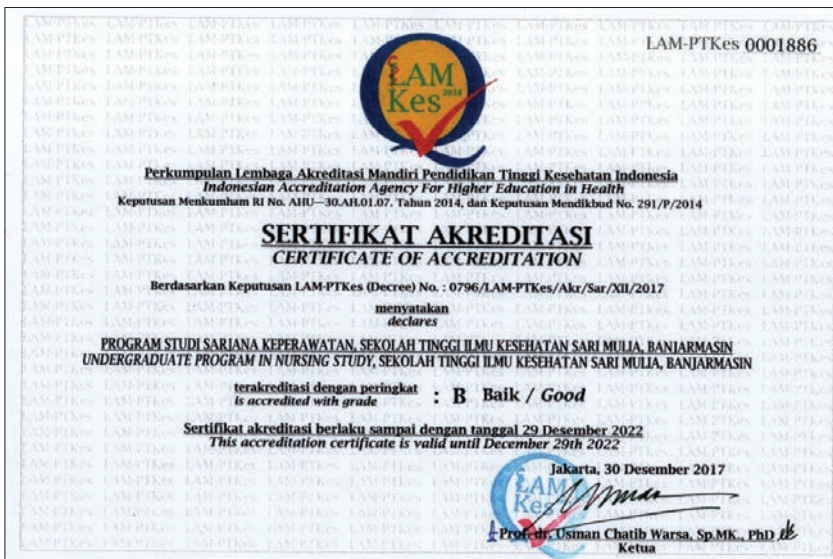 LAM-PTKes 0001886
LAM
Kes 2014
Perkumpulan Lembaga Akreditasi Mandiri Pendidikan Tinggi Kesehatan Indonesia
Indonesian Accreditation Agency For Higher Education in Health
Keputusan Menkumham RI No. AHU—30.AH.01.07. Tahun 2014, dan Keputusan Mendikbud No. 291/P/2014
SERTIFIKAT AKREDITASI
CERTIFICATE OF ACCREDITATION
Berdasarkan Keputusan LAM-PTKes (Decree) No. : 0796/LAM-PTKes/Akr/Sar/XII/2017
menyatakan
declares
PROGRAM STUDI SARJANA KEPERAWATAN, SEKOLAH TINGGI ILMU KESEHATAN SARI MULIA, BANJARMASIN
UNDERGRADUATE PROGRAM IN NURSING STUDY, SEKOLAH TINGGI ILMU KESEHATAN SARI MULIA, BANJARMASIN
terakreditasi dengan peringkat
is accredited with grade : B Baik / Good
Sertifikat akreditasi berlaku sampai dengan tanggal 29 Desember 2022
This accreditation certificate is valid until December 29th 2022
Jakarta, 30 Desember 2017
LAM
Kes
Prof. dr. Usman Chatib Warsa, Sp.MK., PhD
Ketua